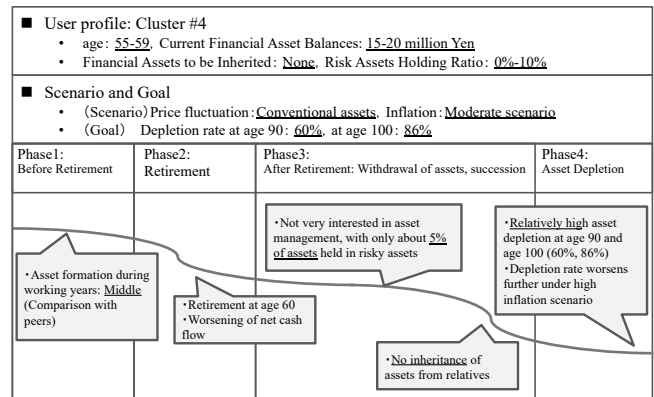 ■ User profile: Cluster #4
• age: 55-59, Current Financial Asset Balances: 15-20 million Yen
• Financial Assets to be Inherited: None, Risk Assets Holding Ratio: 0%-10%
■ Scenario and Goal
• (Scenario)Price fluctuation:Conventional assets, Inflation:Moderate scenario
• (Goal) Depletion rate at age 90: 60%, at age 100: 86%
Phase1:
Before Retirement
Phase2:
Retirement
Phase3:
After Retirement: Withdrawal of assets, succession
Phase4:
Asset Depletion
・Asset formation during
working years: Middle
(Comparison with
peers)
・Retirement at age 60
・Worsening of net cash
flow
・Not very interested in asset
management, with only about 5%
of assets held in risky assets
・No inheritance of
assets from relatives
・Relatively high asset
depletion at age 90 and
age 100 (60%, 86%)
・Depletion rate worsens
further under high
inflation scenario